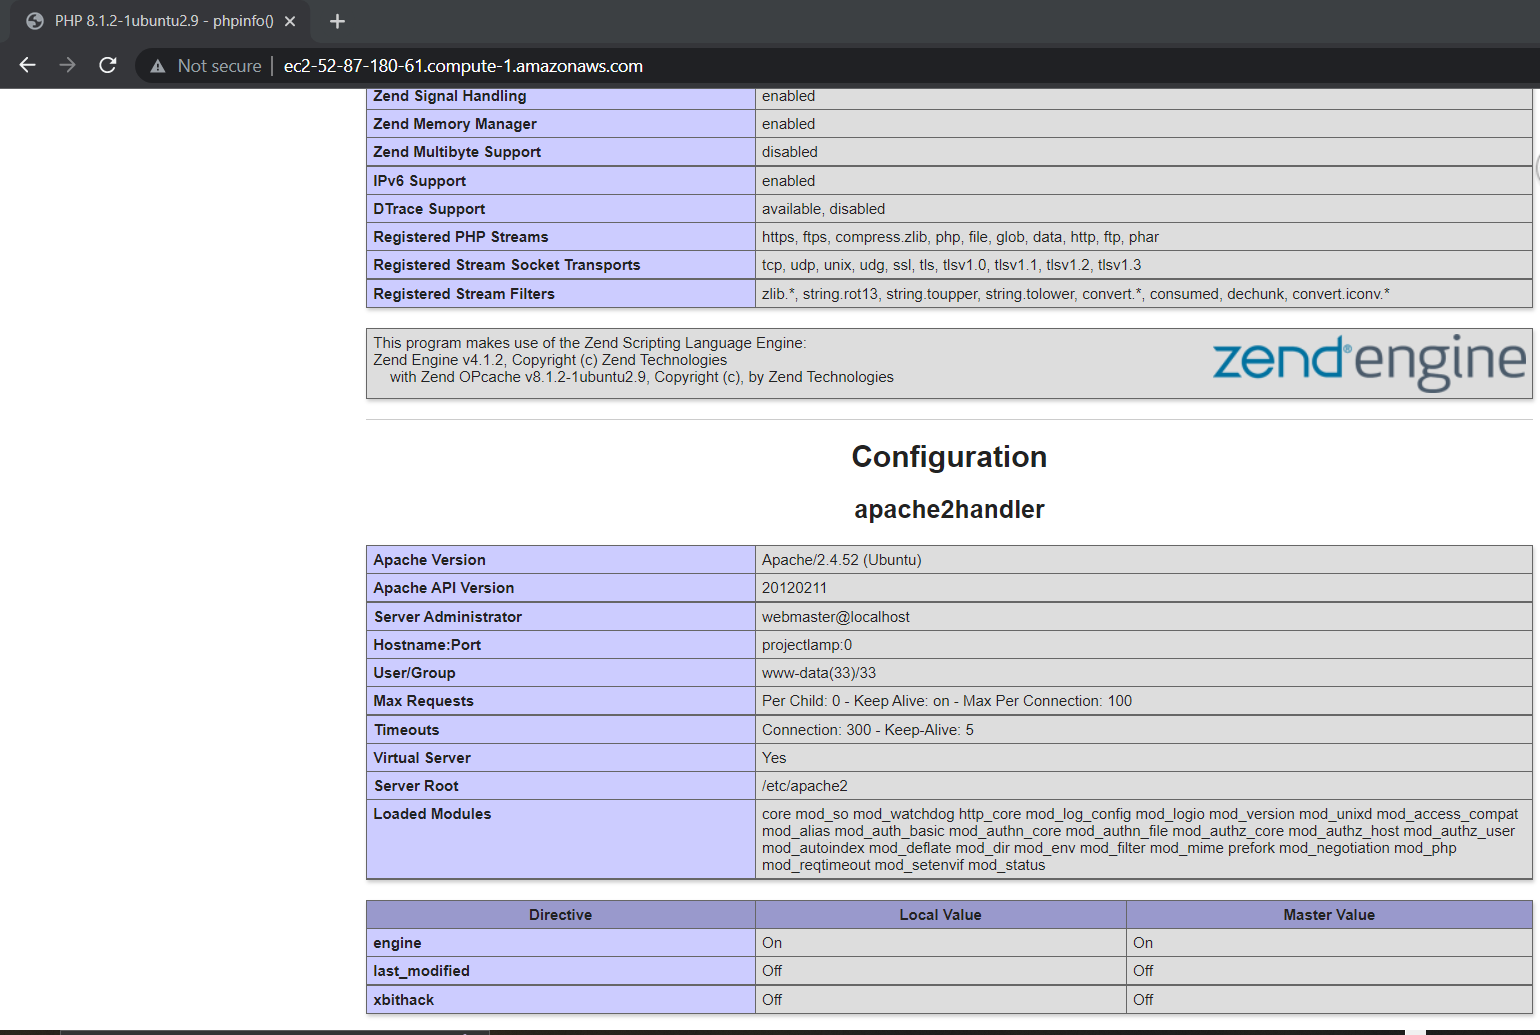 PHP 8.1.2-1ubuntu2.9 - phpinfo()
Not secure | ec2-52-87-180-61.compute-1.amazonaws.com
Zend Signal Handling enabled
Zend Memory Manager enabled
Zend Multibyte Support disabled
IPv6 Support enabled
DTrace Support available, disabled
Registered PHP Streams https, ftps, compress.zlib, php, file, glob, data, http, ftp, phar
Registered Stream Socket Transports tcp, udp, unix, udg, ssl, tls, tlsv1.0, tlsv1.1, tlsv1.2, tlsv1.3
Registered Stream Filters zlib.*, string.rot13, string.toupper, string.tolower, convert.*, consumed, dechunk, convert.iconv.*
This program makes use of the Zend Scripting Language Engine:
Zend Engine v4.1.2, Copyright (c) Zend Technologies
with Zend OPcache v8.1.2-1ubuntu2.9, Copyright (c), by Zend Technologies
zend® engine
Configuration
apache2handler
Apache Version Apache/2.4.52 (Ubuntu)
Apache API Version 20120211
Server Administrator webmaster@localhost
Hostname:Port projectlamp:0
User/Group www-data(33)/33
Max Requests Per Child: 0 - Keep Alive: on - Max Per Connection: 100
Timeouts Connection: 300 - Keep-Alive: 5
Virtual Server Yes
Server Root /etc/apache2
Loaded Modules core mod_so mod_watchdog http_core mod_log_config mod_logio mod_version mod_unixd mod_access_compat
mod_alias mod_auth_basic mod_authn_core mod_authn_file mod_authz_core mod_authz_host mod_authz_user
mod_autoindex mod_deflate mod_dir mod_env mod_filter mod_mime prefork mod_negotiation mod_php
mod_reqtimeout mod_setenvif mod_status
Directive Local Value Master Value
engine On On
last_modified Off Off
xbithack Off Off